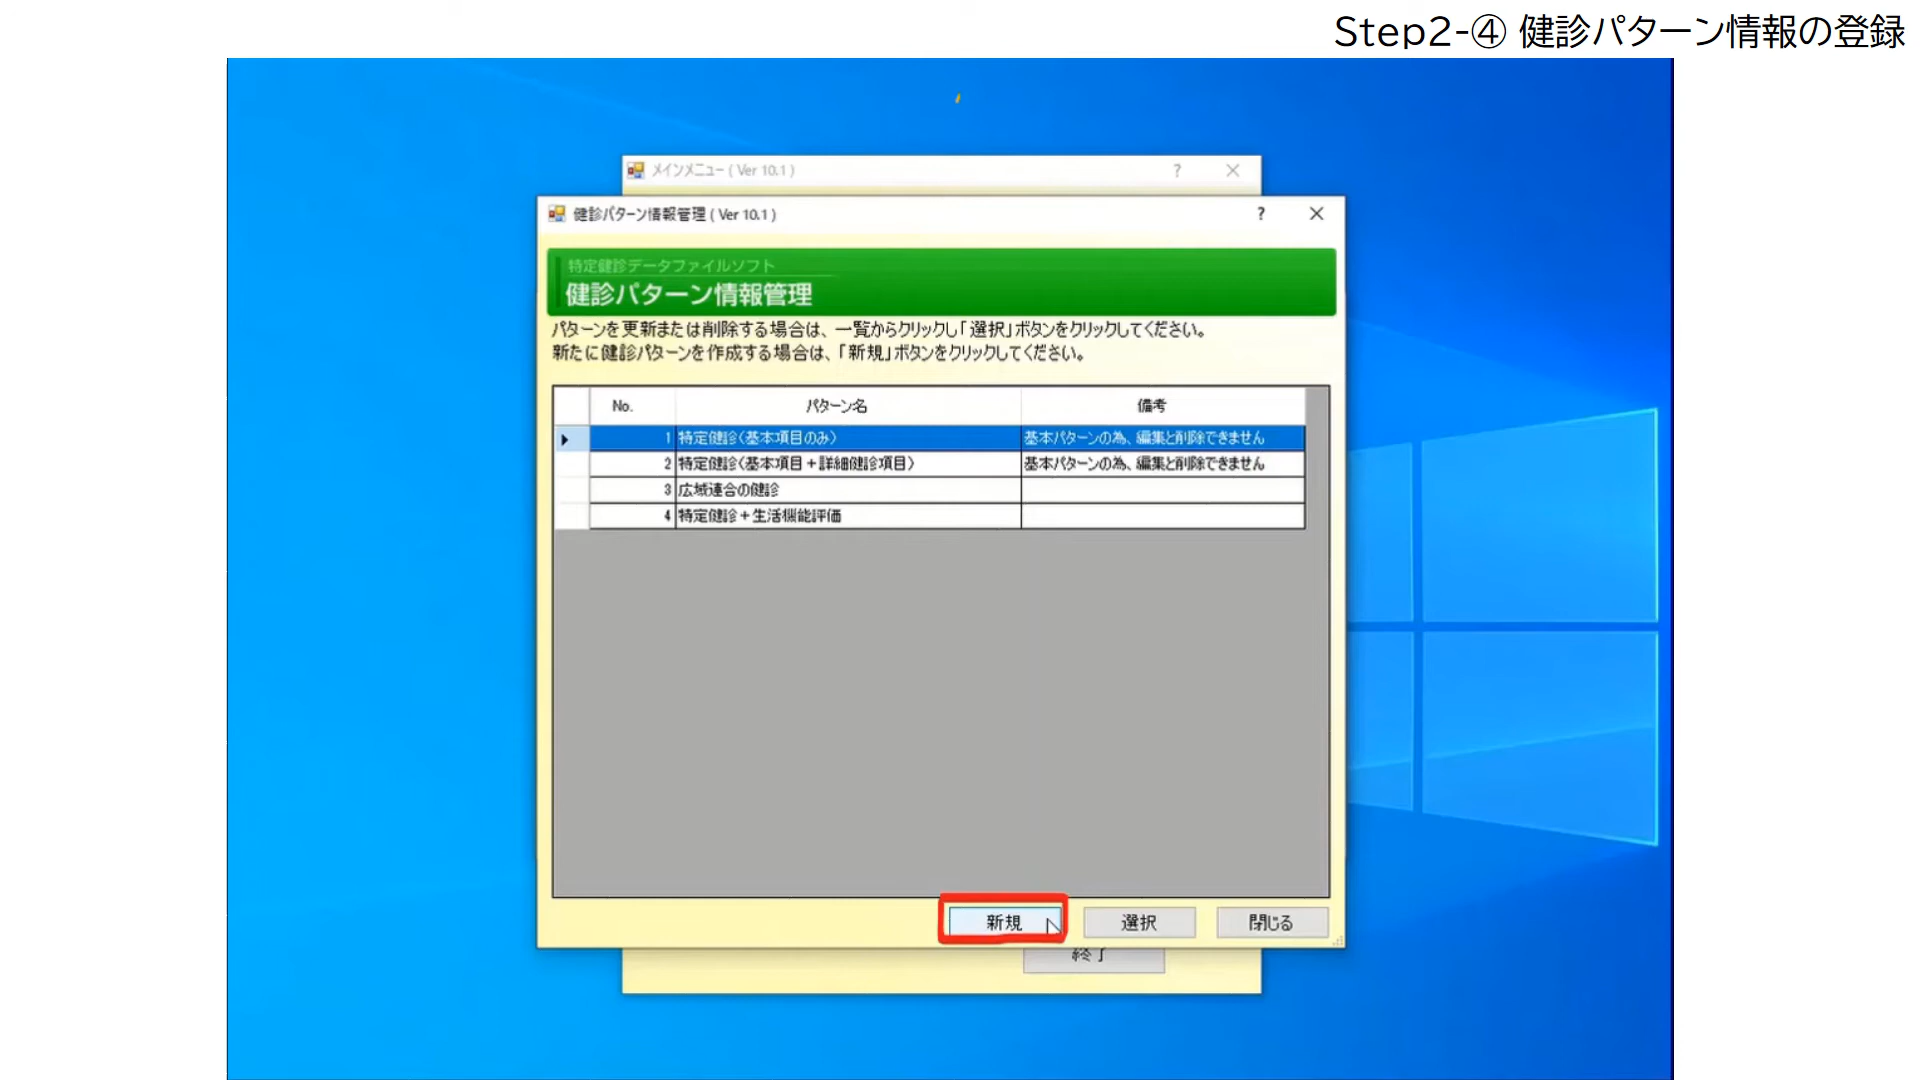 Step2-④ 健診パターン情報の登録
メインメニュー ( Ver 10.1 )
?
健診パターン情報管理 ( Ver 10.1 )
?
特定健診データファイルソフト
健診パターン情報管理
パターンを更新または削除する場合は、一覧からクリックし「選択」ボタンをクリックしてください。
新たに健診パターンを作成する場合は、「新規」ボタンをクリックしてください。
No. パターン名 備考
1 特定健診（基本項目のみ） 基本パターンの為、編集と削除できません
2 特定健診（基本項目＋詳細健診項目） 基本パターンの為、編集と削除できません
3 広域連合の健診
4 特定健診＋生活機能評価
新規 選択 閉じる
終了